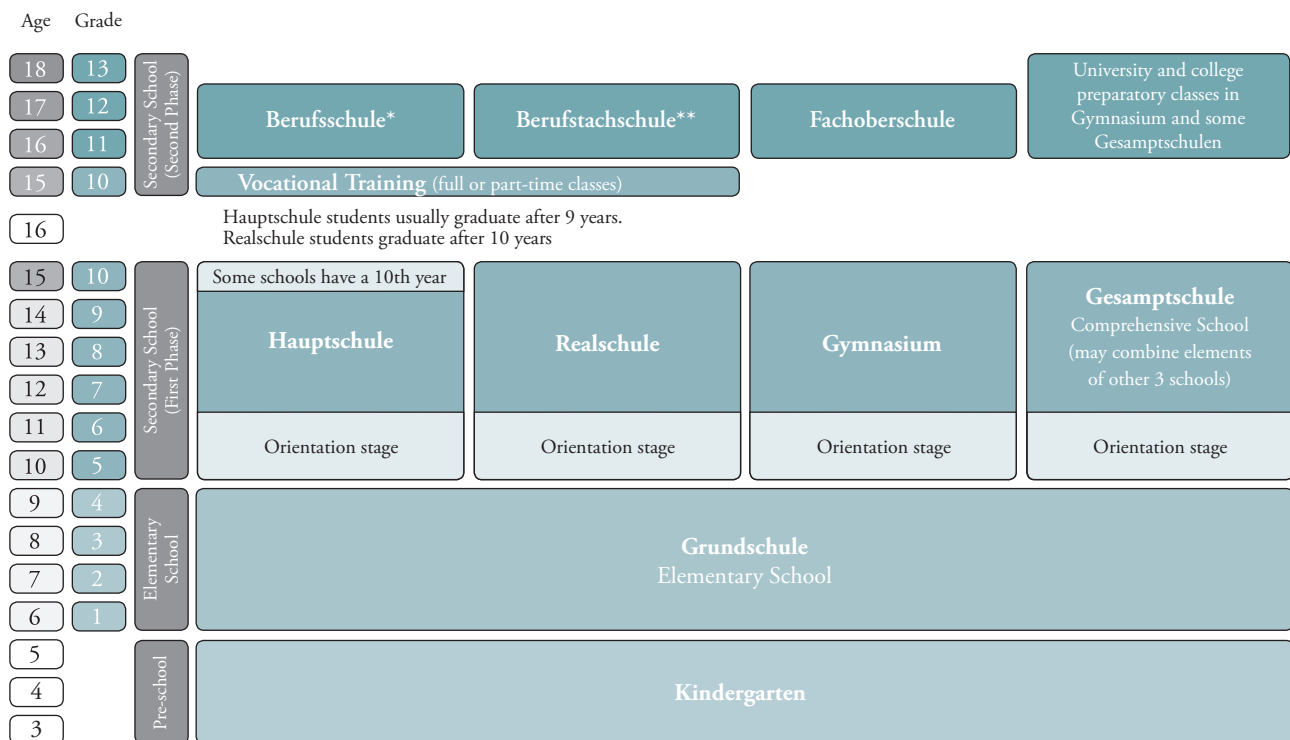 Age Grade
18 13
17 12
16 11
15 10
Secondary School
(Second Phase)
Berufsschule*
Berufstachschule**
Fachoberschule
University and college
preparatory classes in
Gymnasium and some
Gesamptschulen
Vocational Training (full or part-time classes)
16
Hauptschule students usually graduate after 9 years.
Realschule students graduate after 10 years
15 10
14 9
13 8
12 7
11 6
10 5
Secondary School
(First Phase)
Some schools have a 10th year
Hauptschule
Orientation stage
Realschule
Orientation stage
Gymnasium
Orientation stage
Gesamptschule
Comprehensive School
(may combine elements
of other 3 schools)
Orientation stage
9 4
8 3
7 2
6 1
Elementary
School
Grundschule
Elementary School
5
4
3
Pre-school
Kindergarten